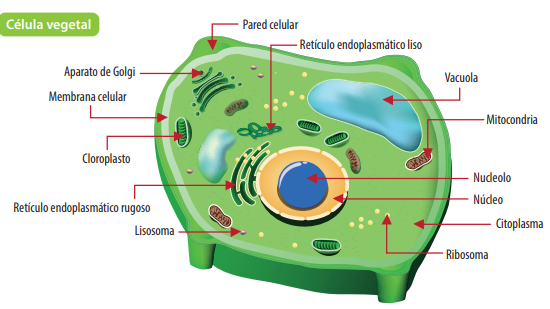 Célula vegetal
Pared celular
Retículo endoplasmático liso
Aparato de Golgi
Vacuola
Membrana celular
Mitocondria
Cloroplasto
Nucleolo
Núcleo
Retículo endoplasmático rugoso
Citoplasma
Lisosoma
Ribosoma